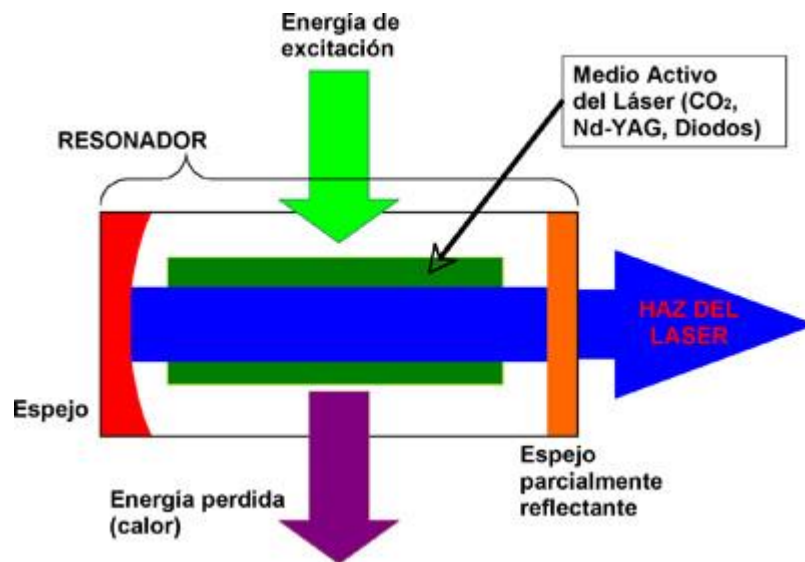 Energía de
excitación
Medio Activo
del Láser (CO₂,
Nd-YAG, Diodos)
RESONADOR
HAZ DEL
LASER
Espejo
Espejo
parcialmente
reflectante
Energía perdida
(calor)